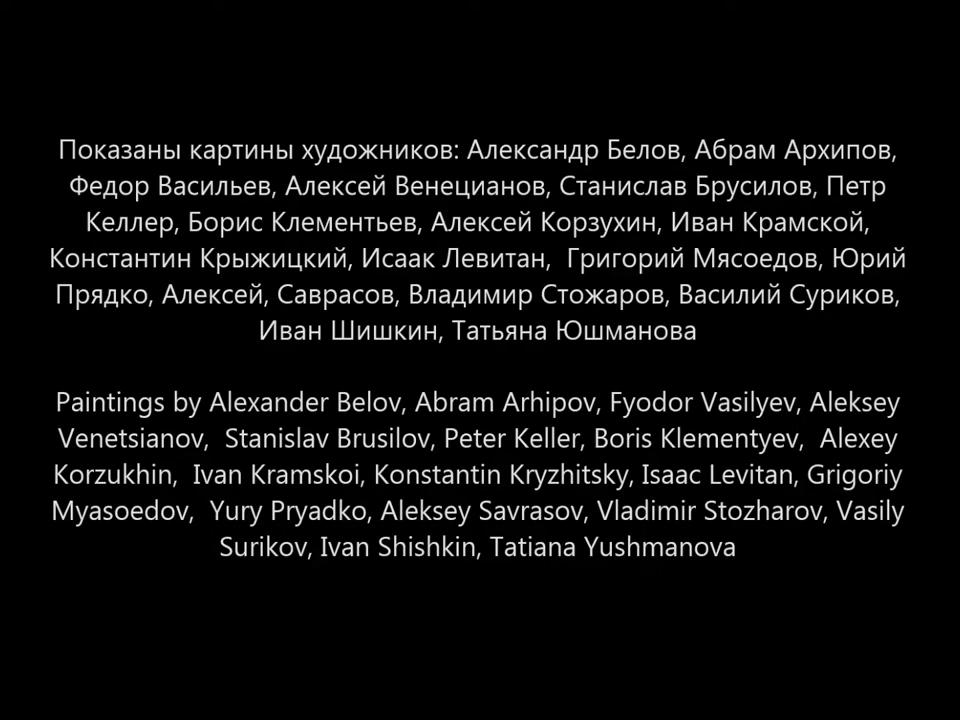 Показаны картины художников: Александр Белов, Абрам Архипов,
Федор Васильев, Алексей Венецианов, Станислав Брусилов, Петр
Келлер, Борис Клементьев, Алексей Корзухин, Иван Крамской,
Константин Крыжицкий, Исаак Левитан,  Григорий Мясоедов, Юрий
Прядко, Алексей, Саврасов, Владимир Стожаров, Василий Суриков,
Иван Шишкин, Татьяна Юшманова
Paintings by Alexander Belov, Abram Arhipov, Fyodor Vasilyev, Aleksey
Venetsianov,  Stanislav Brusilov, Peter Keller, Boris Klementyev,  Alexey
Korzukhin,  Ivan Kramskoi, Konstantin Kryzhitsky, Isaac Levitan, Grigoriy
Myasoedov,  Yury Pryadko, Aleksey Savrasov, Vladimir Stozharov, Vasily
Surikov, Ivan Shishkin, Tatiana Yushmanova